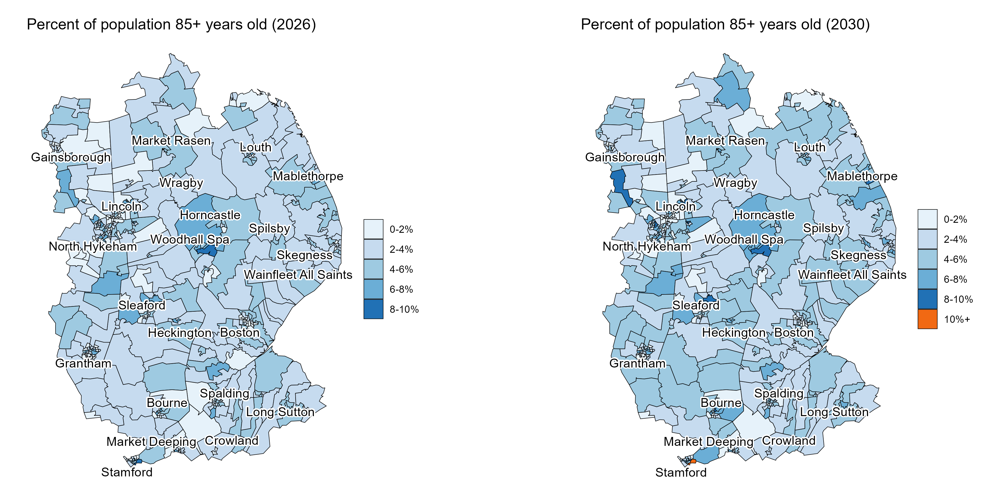 Percent of population 85+ years old (2026)
Market Rasen
Louth
Gainsborough
Mablethorpe
Wragby
Lincoln
Horncastle
Spilsby
Woodhall Spa
North Hykeham
Skegness
Wainfleet All Saints
Sleaford
Heckington
Boston
Grantham
Spalding
Bourne
Long Sutton
Market Deeping
Crowland
Stamford
0-2%
2-4%
4-6%
6-8%
8-10%
Percent of population 85+ years old (2030)
Market Rasen
Louth
Gainsborough
Mablethorpe
Wragby
Lincoln
Horncastle
Spilsby
Woodhall Spa
North Hykeham
Skegness
Wainfleet All Saints
Sleaford
Heckington
Boston
Grantham
Spalding
Bourne
Long Sutton
Market Deeping
Crowland
Stamford
0-2%
2-4%
4-6%
6-8%
8-10%
10%+